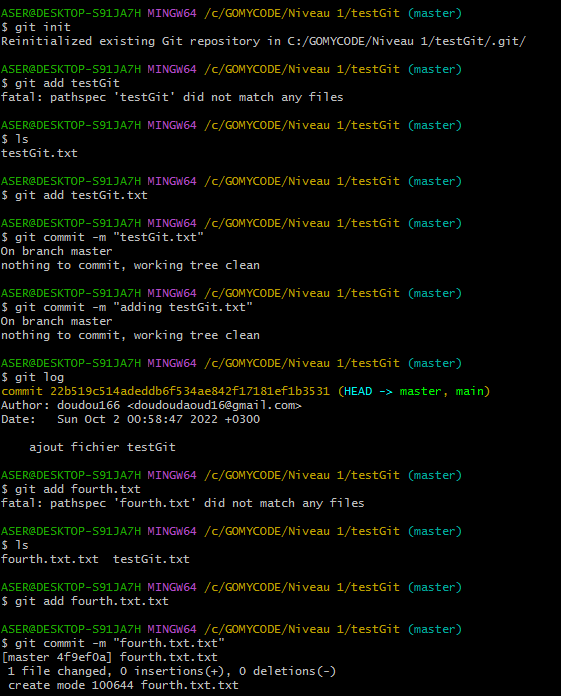 ASER@DESKTOP-S91JA7H MINGW64 /c/GOMYCODE/Niveau 1/testGit (master)
$ git init
Reinitialized existing Git repository in C:/GOMYCODE/Niveau 1/testGit/.git/
ASER@DESKTOP-S91JA7H MINGW64 /c/GOMYCODE/Niveau 1/testGit (master)
$ git add testGit
fatal: pathspec 'testGit' did not match any files
ASER@DESKTOP-S91JA7H MINGW64 /c/GOMYCODE/Niveau 1/testGit (master)
$ ls
testGit.txt
ASER@DESKTOP-S91JA7H MINGW64 /c/GOMYCODE/Niveau 1/testGit (master)
$ git add testGit.txt
ASER@DESKTOP-S91JA7H MINGW64 /c/GOMYCODE/Niveau 1/testGit (master)
$ git commit -m "testGit.txt"
On branch master
nothing to commit, working tree clean
ASER@DESKTOP-S91JA7H MINGW64 /c/GOMYCODE/Niveau 1/testGit (master)
$ git commit -m "adding testGit.txt"
On branch master
nothing to commit, working tree clean
ASER@DESKTOP-S91JA7H MINGW64 /c/GOMYCODE/Niveau 1/testGit (master)
$ git log
commit 22b519c514adeddb6f534ae842f17181ef1b3531 (HEAD -> master, main)
Author: doudou166 <doudoudaoud16@gmail.com>
Date:   Sun Oct 2 00:58:47 2022 +0300
    ajout fichier testGit
ASER@DESKTOP-S91JA7H MINGW64 /c/GOMYCODE/Niveau 1/testGit (master)
$ git add fourth.txt
fatal: pathspec 'fourth.txt' did not match any files
ASER@DESKTOP-S91JA7H MINGW64 /c/GOMYCODE/Niveau 1/testGit (master)
$ ls
fourth.txt.txt  testGit.txt
ASER@DESKTOP-S91JA7H MINGW64 /c/GOMYCODE/Niveau 1/testGit (master)
$ git add fourth.txt.txt
ASER@DESKTOP-S91JA7H MINGW64 /c/GOMYCODE/Niveau 1/testGit (master)
$ git commit -m "fourth.txt.txt"
[master 4f9ef0a] fourth.txt.txt
 1 file changed, 0 insertions(+), 0 deletions(-)
 create mode 100644 fourth.txt.txt